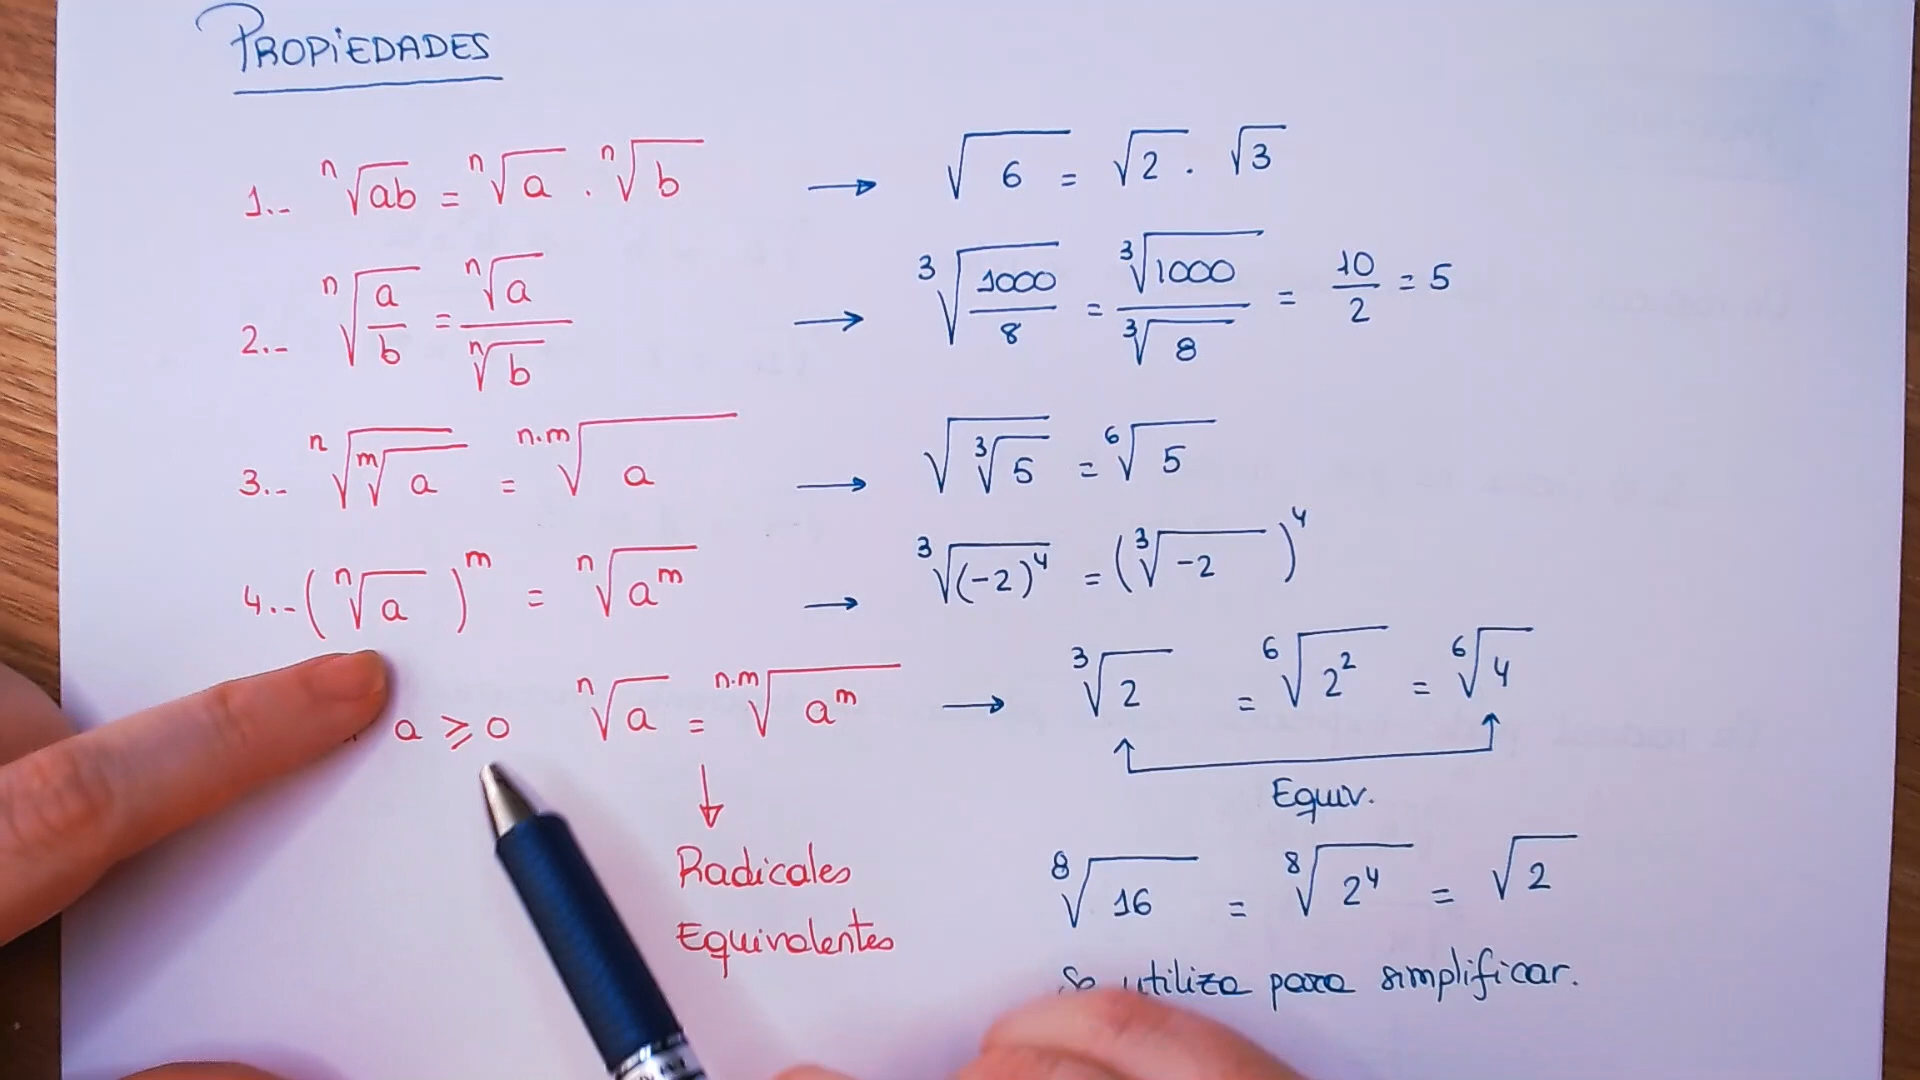 PROPiEDADES
1.- ⁿ√ab = ⁿ√a . ⁿ√b → √6 = √2 . √3
2.- ⁿ√(a/b) = ⁿ√a / ⁿ√b → ³√(1000/8) = ³√1000 / ³√8 = 10/2 = 5
3.- ⁿ√(ᵐ√a) = ⁿ·ᵐ√a → √(³√5) = ⁶√5
4.- (ⁿ√a)ᵐ = ⁿ√(aᵐ) → ³√((-2)⁴) = (³√-2)⁴
a ⩾ 0 ⁿ√a = ⁿ·ᵐ√(aᵐ) → ³√2 = ⁶√(2²) = ⁶√4
↓ Equiv.
Radicales ⁸√16 = ⁸√(2⁴) = √2
Equivalentes
Se utiliza para simplificar.